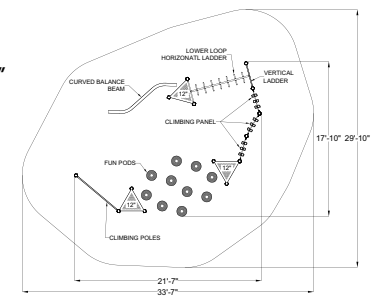 "
LOWER LOOP
HORIZONATL LADDER
VERTICAL
LADDER
CURVED BALANCE
BEAM
12"
CLIMBING PANEL
17'-10" 29'-10"
FUN PODS
12"
12"
CLIMBING POLES
21'-7"
33'-7"